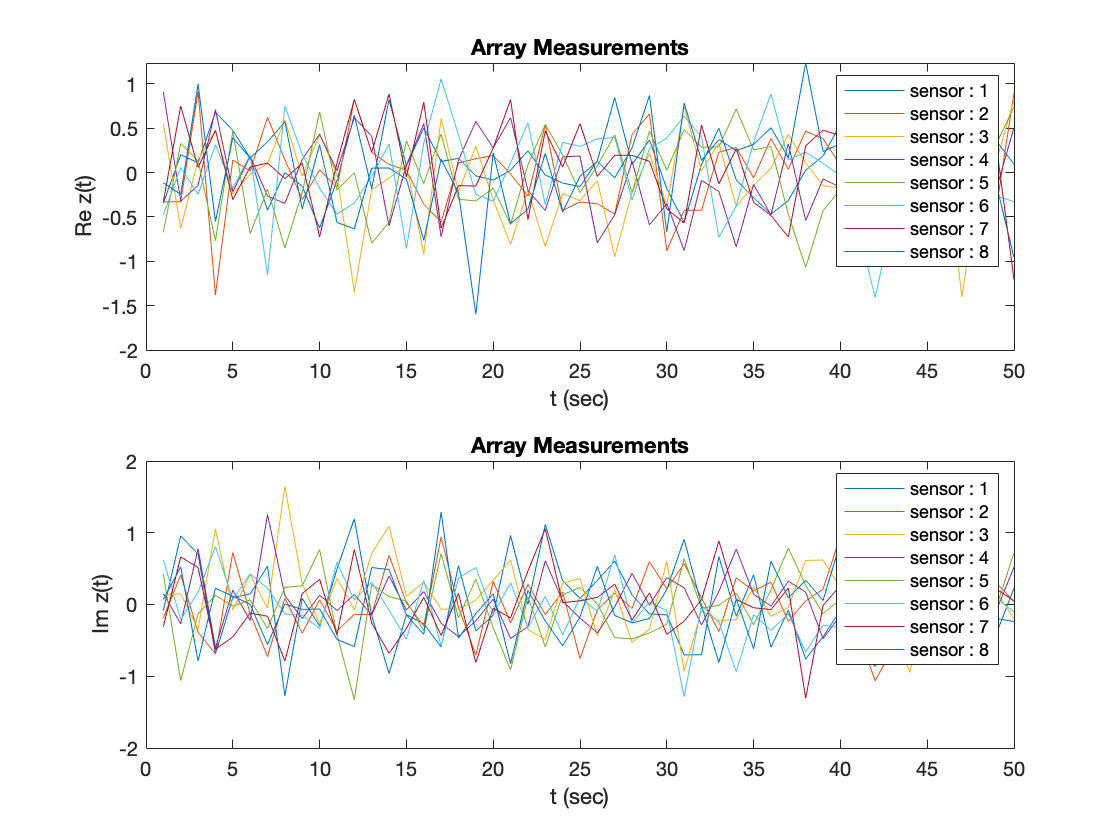 Array Measurements
1
0.5
0
-0.5
-1
-1.5
-2
Re z(t)
sensor : 1
sensor : 2
sensor : 3
sensor : 4
sensor : 5
sensor : 6
sensor : 7
sensor : 8
0 5 10 15 20 25 30 35 40 45 50
t (sec)
Array Measurements
2
1
0
-1
-2
Im z(t)
sensor : 1
sensor : 2
sensor : 3
sensor : 4
sensor : 5
sensor : 6
sensor : 7
sensor : 8
0 5 10 15 20 25 30 35 40 45 50
t (sec)